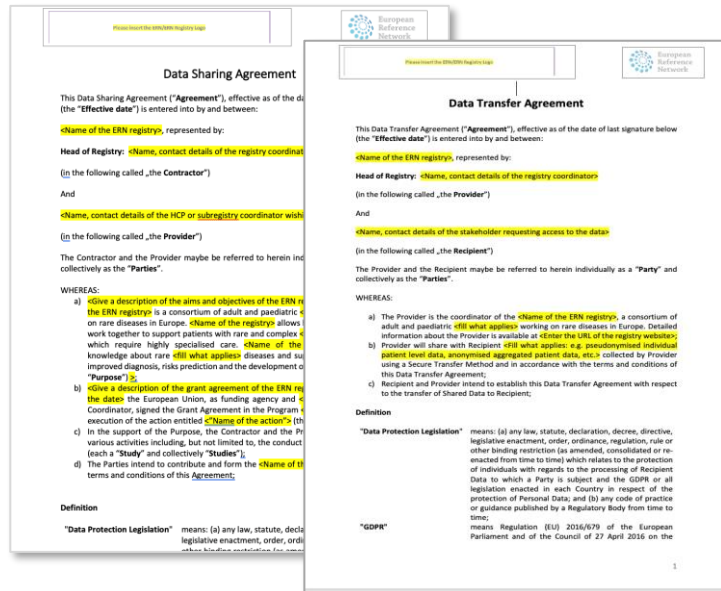 Please insert the ERN/ERN Registry Logo
European
Reference
Network
Data Sharing Agreement
This Data Sharing Agreement ("Agreement"), effective as of the da
(the "Effective date") is entered into by and between:
<Name of the ERN registry>, represented by:
Head of Registry: <Name, contact details of the registry coordinat
(in the following called „the Contractor")
And
<Name, contact details of the HCP or subregistry coordinator wishi
(in the following called „the Provider")
The Contractor and the Provider maybe be referred to herein ind
collectively as the "Parties".
WHEREAS:
a) <Give a description of the aims and objectives of the ERN re
the ERN registry> is a consortium of adult and paediatric <
on rare diseases in Europe. <Name of the registry> allows
work together to support patients with rare and complex <
which require highly specialised care. <Name of the
knowledge about rare <fill what applies> diseases and su
improved diagnosis, risks prediction and the development o
"Purpose") >;
b) <Give a description of the grant agreement of the ERN reg
the date> the European Union, as funding agency and <
Coordinator, signed the Grant Agreement in the Program <
execution of the action entitled <"Name of the action"> (th
c) In the support of the Purpose, the Contractor and the Pr
various activities including, but not limited to, the conduct
(each a "Study" and collectively "Studies");
d) The Parties intend to contribute and form the <Name of th
terms and conditions of this Agreement;
Definition
"Data Protection Legislation" means: (a) any law, statute, decla
legislative enactment, order, ordi
other binding restriction (as amen
Please insert the ERN/ERN Registry Logo
European
Reference
Network
Data Transfer Agreement
This Data Transfer Agreement ("Agreement"), effective as of the date of last signature below
(the "Effective date") is entered into by and between:
<Name of the ERN registry>, represented by:
Head of Registry: <Name, contact details of the registry coordinator>
(in the following called „the Provider")
And
<Name, contact details of the stakeholder requesting access to the data>
(in the following called „the Recipient")
The Provider and the Recipient maybe be referred to herein individually as a "Party" and
collectively as the "Parties".
WHEREAS:
a) The Provider is the coordinator of the <Name of the ERN registry>, a consortium of
adult and paediatric <fill what applies> working on rare diseases in Europe. Detailed
information about the Provider is available at <Enter the URL of the registry website>;
b) Provider will share with Recipient <Fill what applies: e.g. pseudonymised individual
patient level data, anonymised aggregated patient data, etc.> collected by Provider
using a Secure Transfer Method and in accordance with the terms and conditions of
this Data Transfer Agreement;
c) Recipient and Provider intend to establish this Data Transfer Agreement with respect
to the transfer of Shared Data to Recipient;
Definition
"Data Protection Legislation" means: (a) any law, statute, declaration, decree, directive,
legislative enactment, order, ordinance, regulation, rule or
other binding restriction (as amended, consolidated or re-
enacted from time to time) which relates to the protection
of individuals with regards to the processing of Recipient
Data to which a Party is subject and the GDPR or all
legislation enacted in each Country in respect of the
protection of Personal Data; and (b) any code of practice
or guidance published by a Regulatory Body from time to
time;
"GDPR" means Regulation (EU) 2016/679 of the European
Parliament and of the Council of 27 April 2016 on the
1